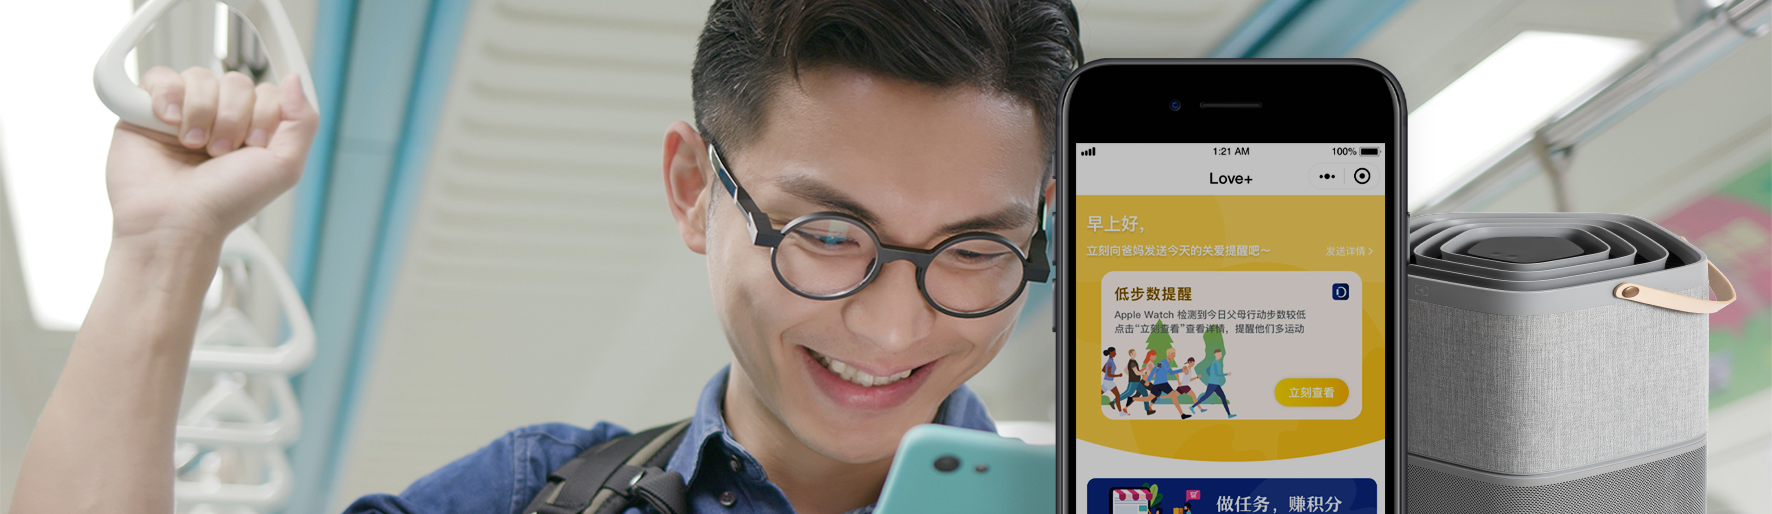 1:21 AM
100%
Love+
早上好，
立刻向爸妈发送今天的关爱提醒吧～
发送详情 >
低步数提醒
Apple Watch 检测到今日父母行动步数较低
点击“立刻查看”查看详情，提醒他们多运动
立刻查看
做任务，赚积分